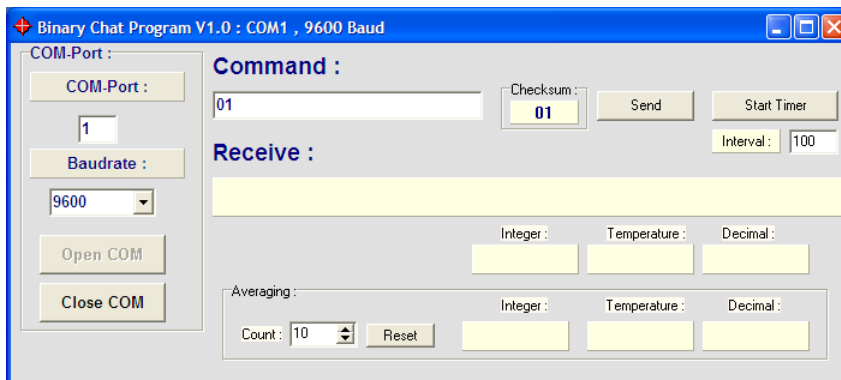 Binary Chat Program V1.0 : COM1 , 9600 Baud
COM-Port :
COM-Port :
1
Baudrate :
9600
Open COM
Close COM
Command :
01
Checksum :
01
Send
Start Timer
Interval :
100
Receive :
Integer :
Temperature :
Decimal :
Averaging :
Count :
10
Reset
Integer :
Temperature :
Decimal :